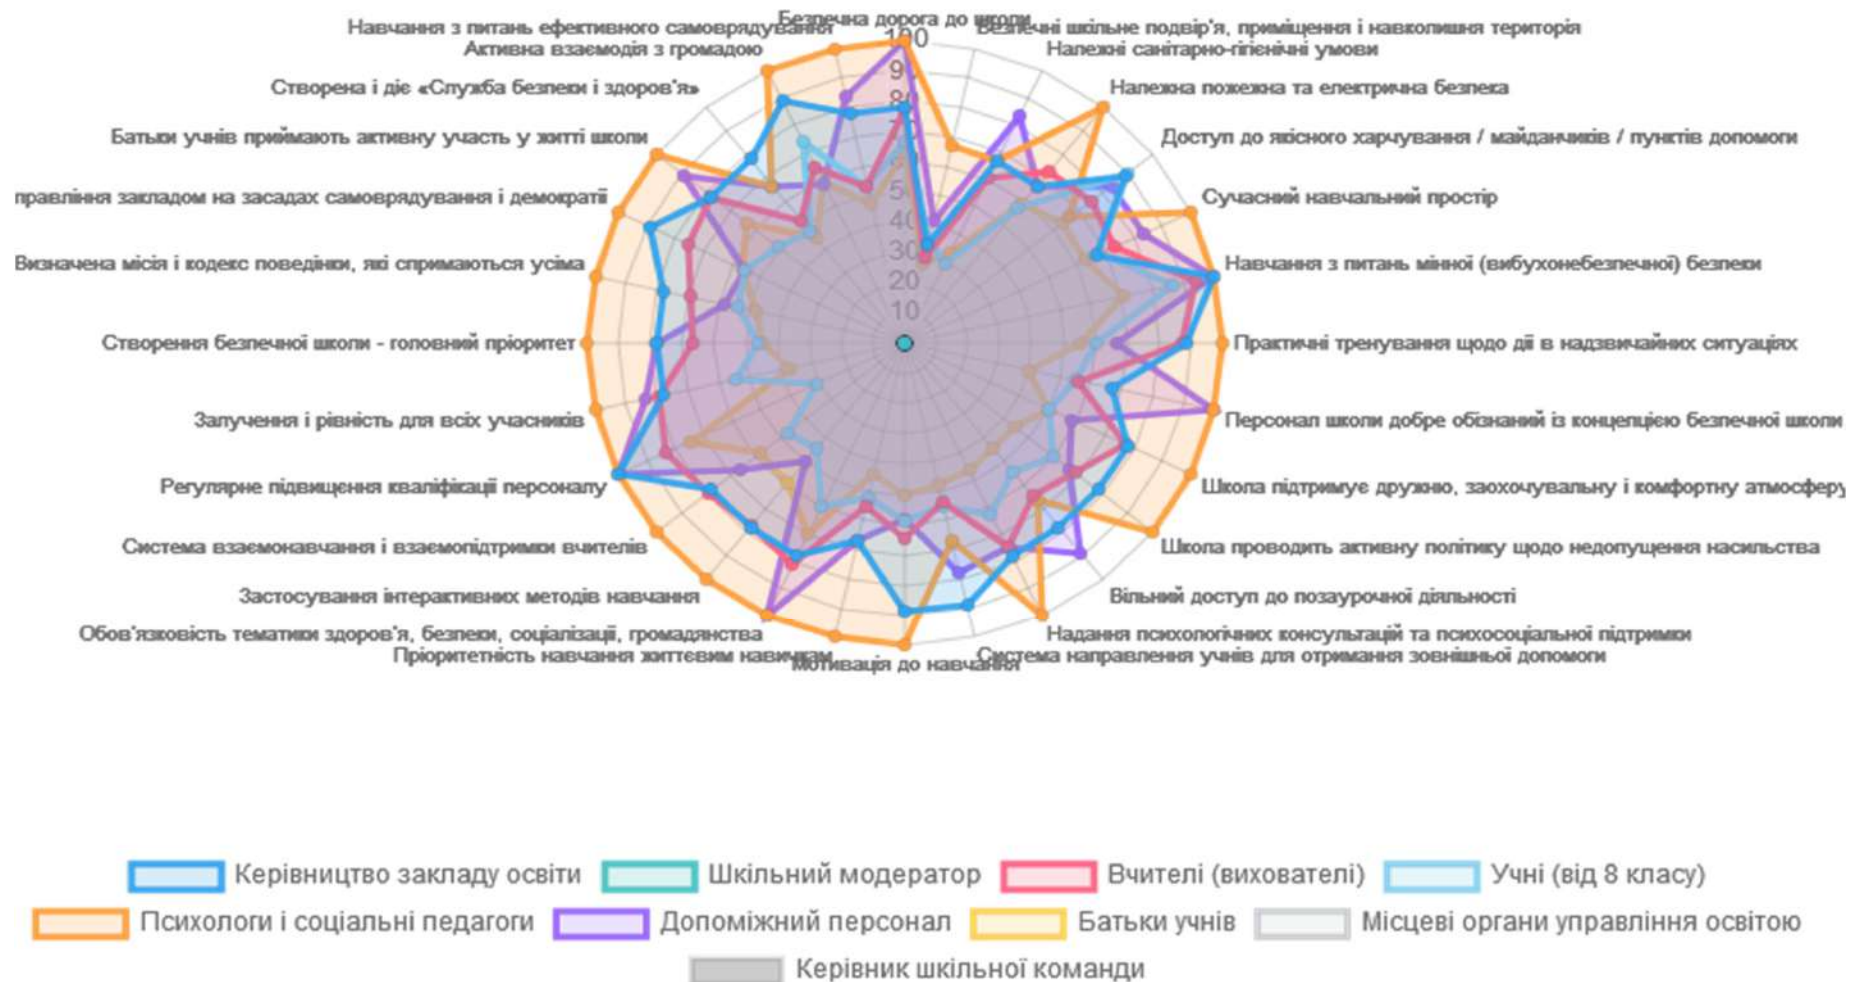 Безпечна дорога до школи
Безпечні шкільне подвір'я, приміщення і навколишня територія
Належні санітарно-гігієнічні умови
Належна пожежна та електрична безпека
Доступ до якісного харчування / майданчиків / пунктів допомоги
Сучасний навчальний простір
Навчання з питань мінної (вибухонебезпечної) безпеки
Практичні тренування щодо дії в надзвичайних ситуаціях
Персонал школи добре обізнаний із концепцією безпечної школи
Школа підтримує дружню, заохочувальну і комфортну атмосферу
Школа проводить активну політику щодо недопущення насильства
Вільний доступ до позаурочної діяльності
Надання психологічних консультацій та психосоціальної підтримки
Система направлення учнів для отримання зовнішньої допомоги
Мотивація до навчання
Пріоритетність навчання життєвим навичкам
Обов'язковість тематики здоров'я, безпеки, соціалізації, громадянства
Застосування інтерактивних методів навчання
Система взаємонавчання і взаємопідтримки вчителів
Регулярне підвищення кваліфікації персоналу
Залучення і рівність для всіх учасників
Створення безпечної школи - головний пріоритет
Визначена місія і кодекс поведінки, які спримаються усіма
правління закладом на засадах самоврядування і демократії
Батьки учнів приймають активну участь у житті школи
Створена і діє «Служба безпеки і здоров'я»
Активна взаємодія з громадою
Навчання з питань ефективного самоврядування
100
90
80
50
40
30
20
10
Керівництво закладу освіти
Шкільний модератор
Вчителі (вихователі)
Учні (від 8 класу)
Психологи і соціальні педагоги
Допоміжний персонал
Батьки учнів
Місцеві органи управління освітою
Керівник шкільної команди